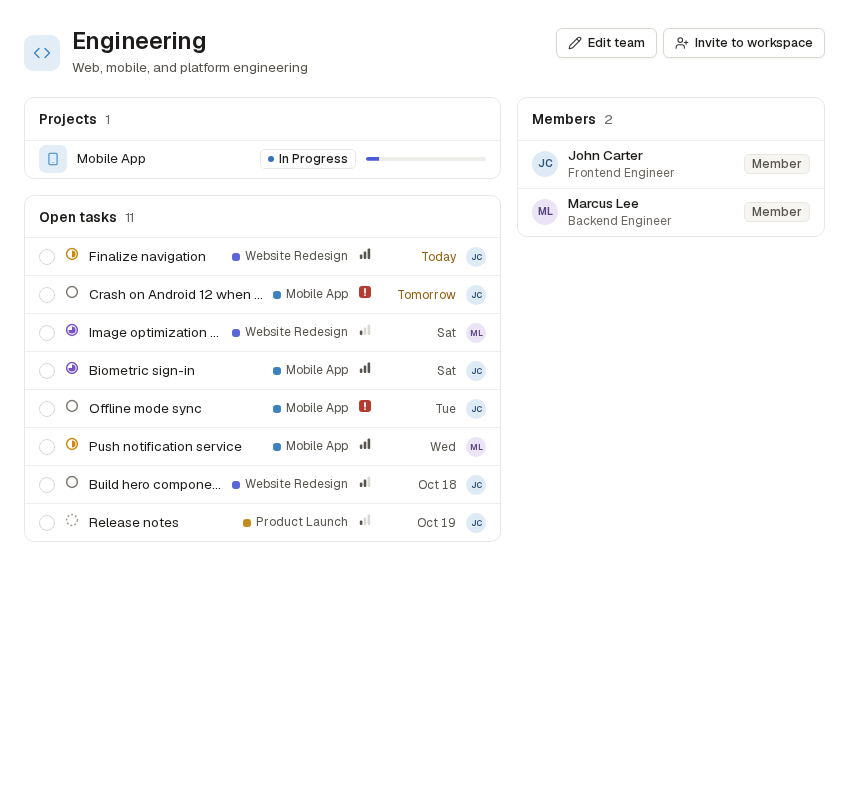 Engineering
Web, mobile, and platform engineering
Edit team
Invite to workspace
Projects 1
Mobile App In Progress
Open tasks 11
Finalize navigation Website Redesign Today JC
Crash on Android 12 when ... Mobile App Tomorrow JC
Image optimization ... Website Redesign Sat ML
Biometric sign-in Mobile App Sat JC
Offline mode sync Mobile App Tue JC
Push notification service Mobile App Wed ML
Build hero compone... Website Redesign Oct 18 JC
Release notes Product Launch Oct 19 JC
Members 2
JC John Carter Member
Frontend Engineer
ML Marcus Lee Member
Backend Engineer